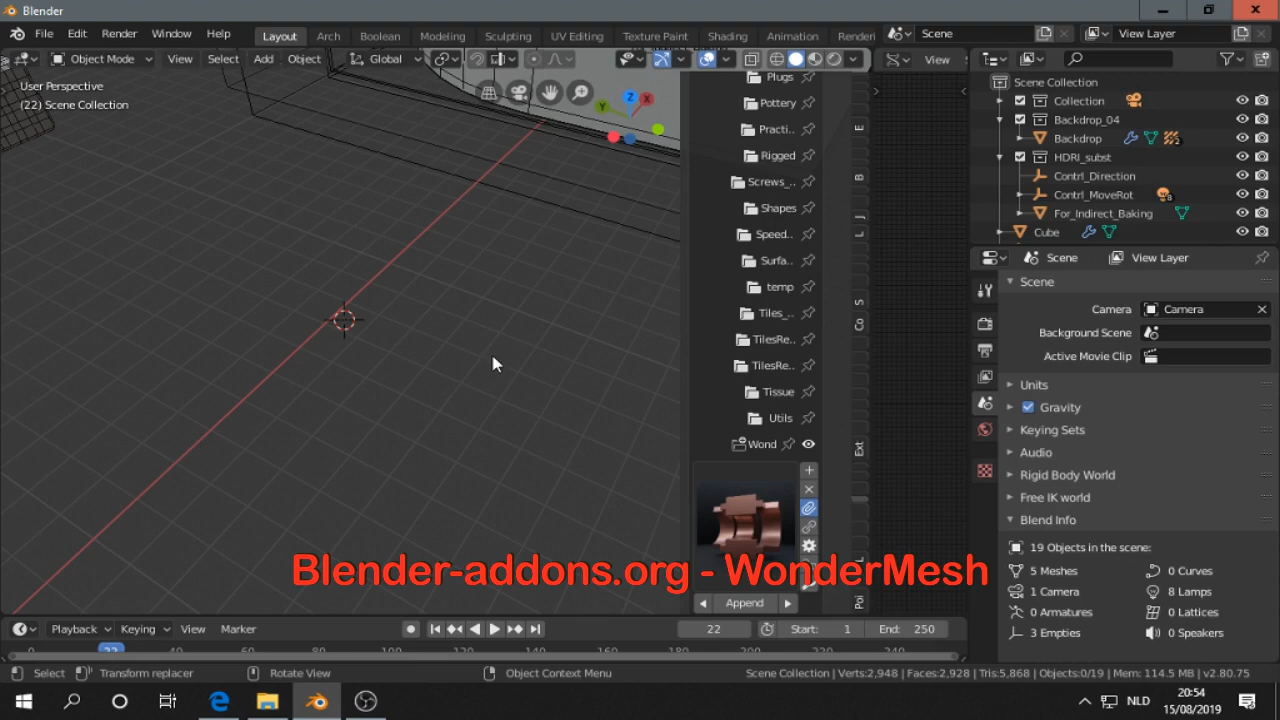 Blender
File Edit Render Window Help
Layout Arch Boolean Modeling Sculpting UV Editing Texture Paint Shading Animation Renderi
Scene
View Layer
Object Mode View Select Add Object Global
View
User Perspective
(22) Scene Collection
Z
X
Y
Plugs
Pottery
Practi..
Rigged
Screws_..
Shapes
Speed..
Surfa..
temp
Tiles_..
TilesRe..
TilesRe..
Tissue
Utils
Wond
Append
E
B
J
L
S
Co
Ext
L
Poi
Scene Collection
Collection
Backdrop_04
Backdrop
2
HDRI_subst
Contrl_Direction
Contrl_MoveRot
8
For_Indirect_Baking
Cube
Scene View Layer
Scene
Camera Camera
Background Scene
Active Movie Clip
Units
Gravity
Keying Sets
Audio
Rigid Body World
Free IK world
Blend Info
19 Objects in the scene:
5 Meshes 0 Curves
1 Camera 8 Lamps
0 Armatures 0 Lattices
3 Empties 0 Speakers
Blender-addons.org - WonderMesh
Playback Keying View Marker
22
Start: 1
End: 250
0 22 40 60 80 100 120 140 160 180 200 220 240
Select Transform replacer Rotate View Object Context Menu
Scene Collection | Verts:2,948 | Faces:2,928 | Tris:5,868 | Objects:0/19 | Mem: 114.5 MB | v2.80.75
NLD
20:54
15/08/2019